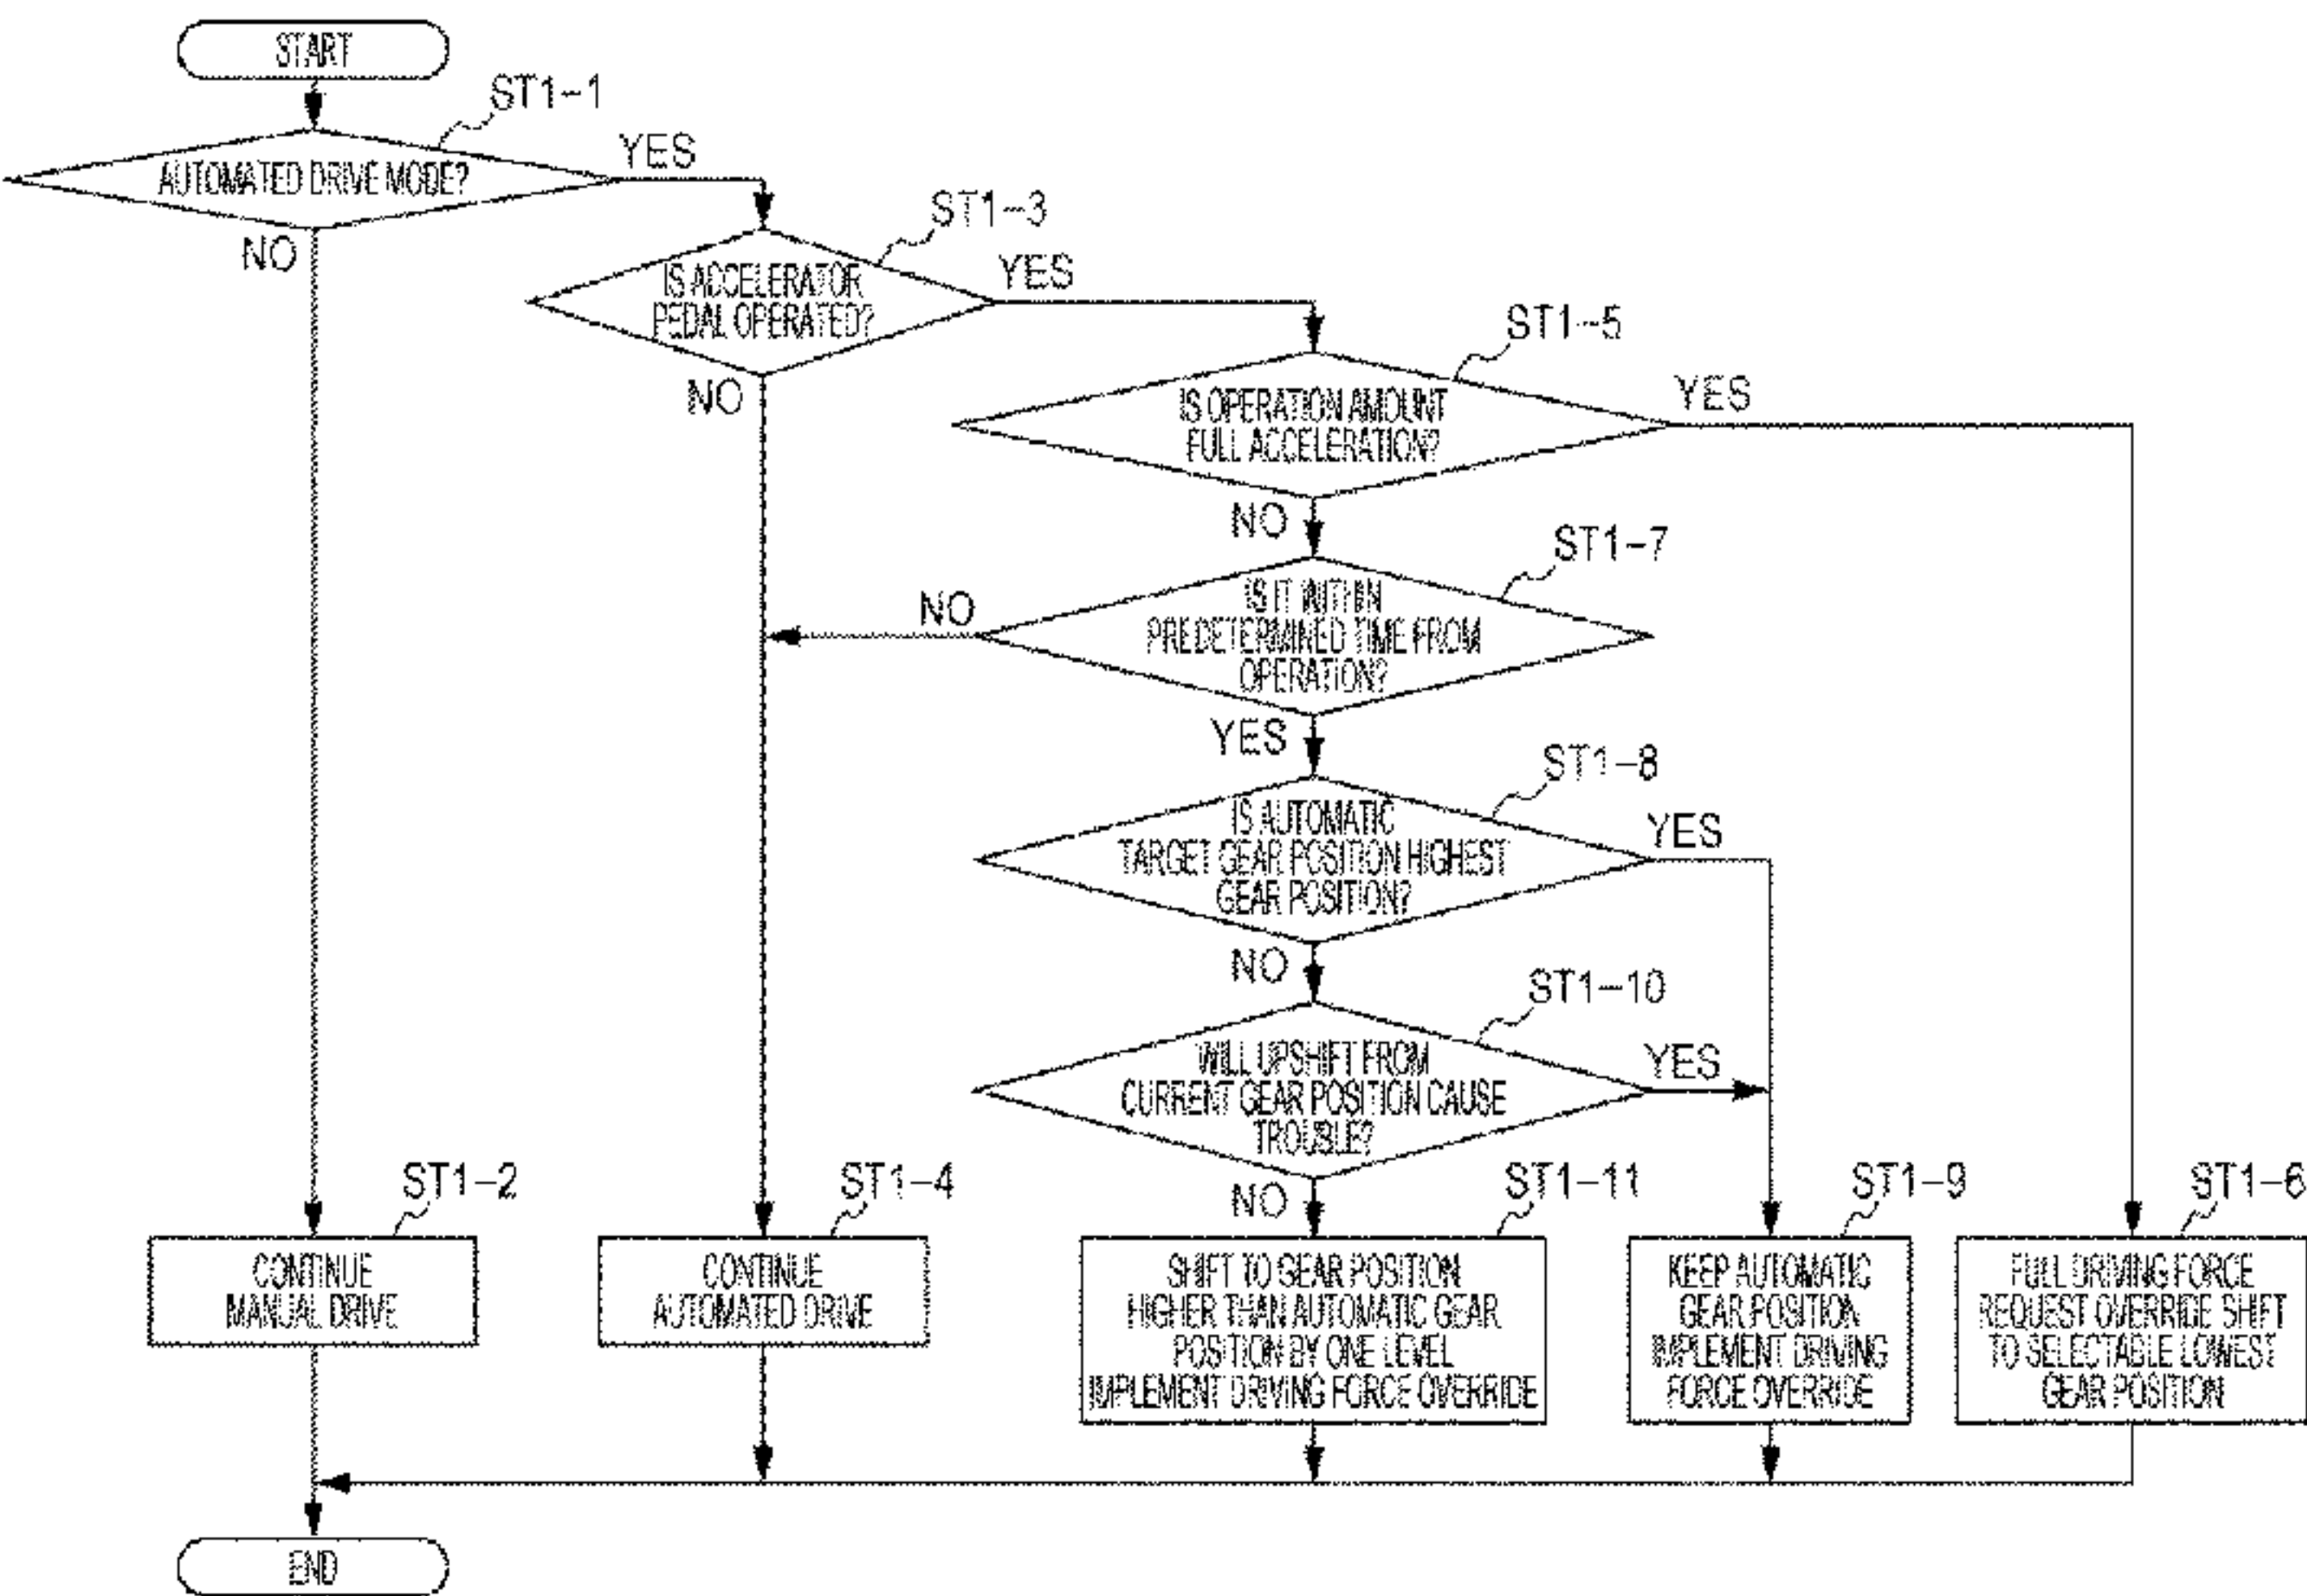 START
ST1-1
AUTOMATED DRIVE MODE?
YES
NO
ST1-3
IS ACCELERATOR
PEDAL OPERATED?
YES
NO
ST1-5
IS OPERATION AMOUNT
FULL ACCELERATION?
YES
NO
ST1-7
IS IT WITHIN
PREDETERMINED TIME FROM
OPERATION?
NO
YES
ST1-8
IS AUTOMATIC
TARGET GEAR POSITION HIGHEST
GEAR POSITION?
YES
NO
ST1-10
WILL UPSHIFT FROM
CURRENT GEAR POSITION CAUSE
TROUBLE?
YES
NO
ST1-2
CONTINUE
MANUAL DRIVE
ST1-4
CONTINUE
AUTOMATED DRIVE
ST1-11
SHIFT TO GEAR POSITION
HIGHER THAN AUTOMATIC GEAR
POSITION BY ONE LEVEL
IMPLEMENT DRIVING FORCE OVERRIDE
ST1-9
KEEP AUTOMATIC
GEAR POSITION
IMPLEMENT DRIVING
FORCE OVERRIDE
ST1-6
FULL DRIVING FORCE
REQUEST OVERRIDE SHIFT
TO SELECTABLE LOWEST
GEAR POSITION
END